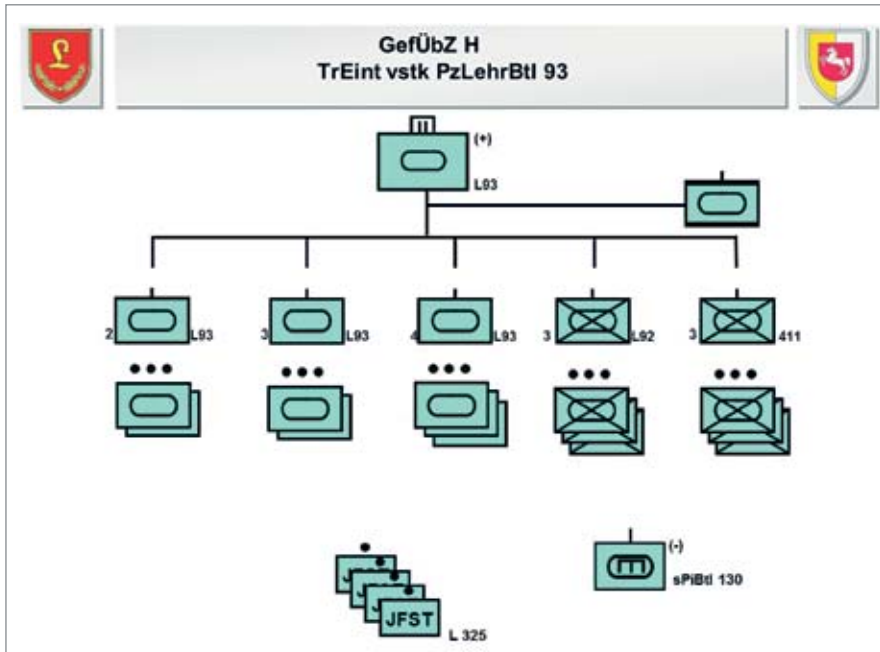 GefÜbZ H
TrEint vstk PzLehrBtl 93
(+)
L93
2 L93
3 L93
4 L93
3 L92
3 411
JFST
L 325
(-)
sPiBtl 130